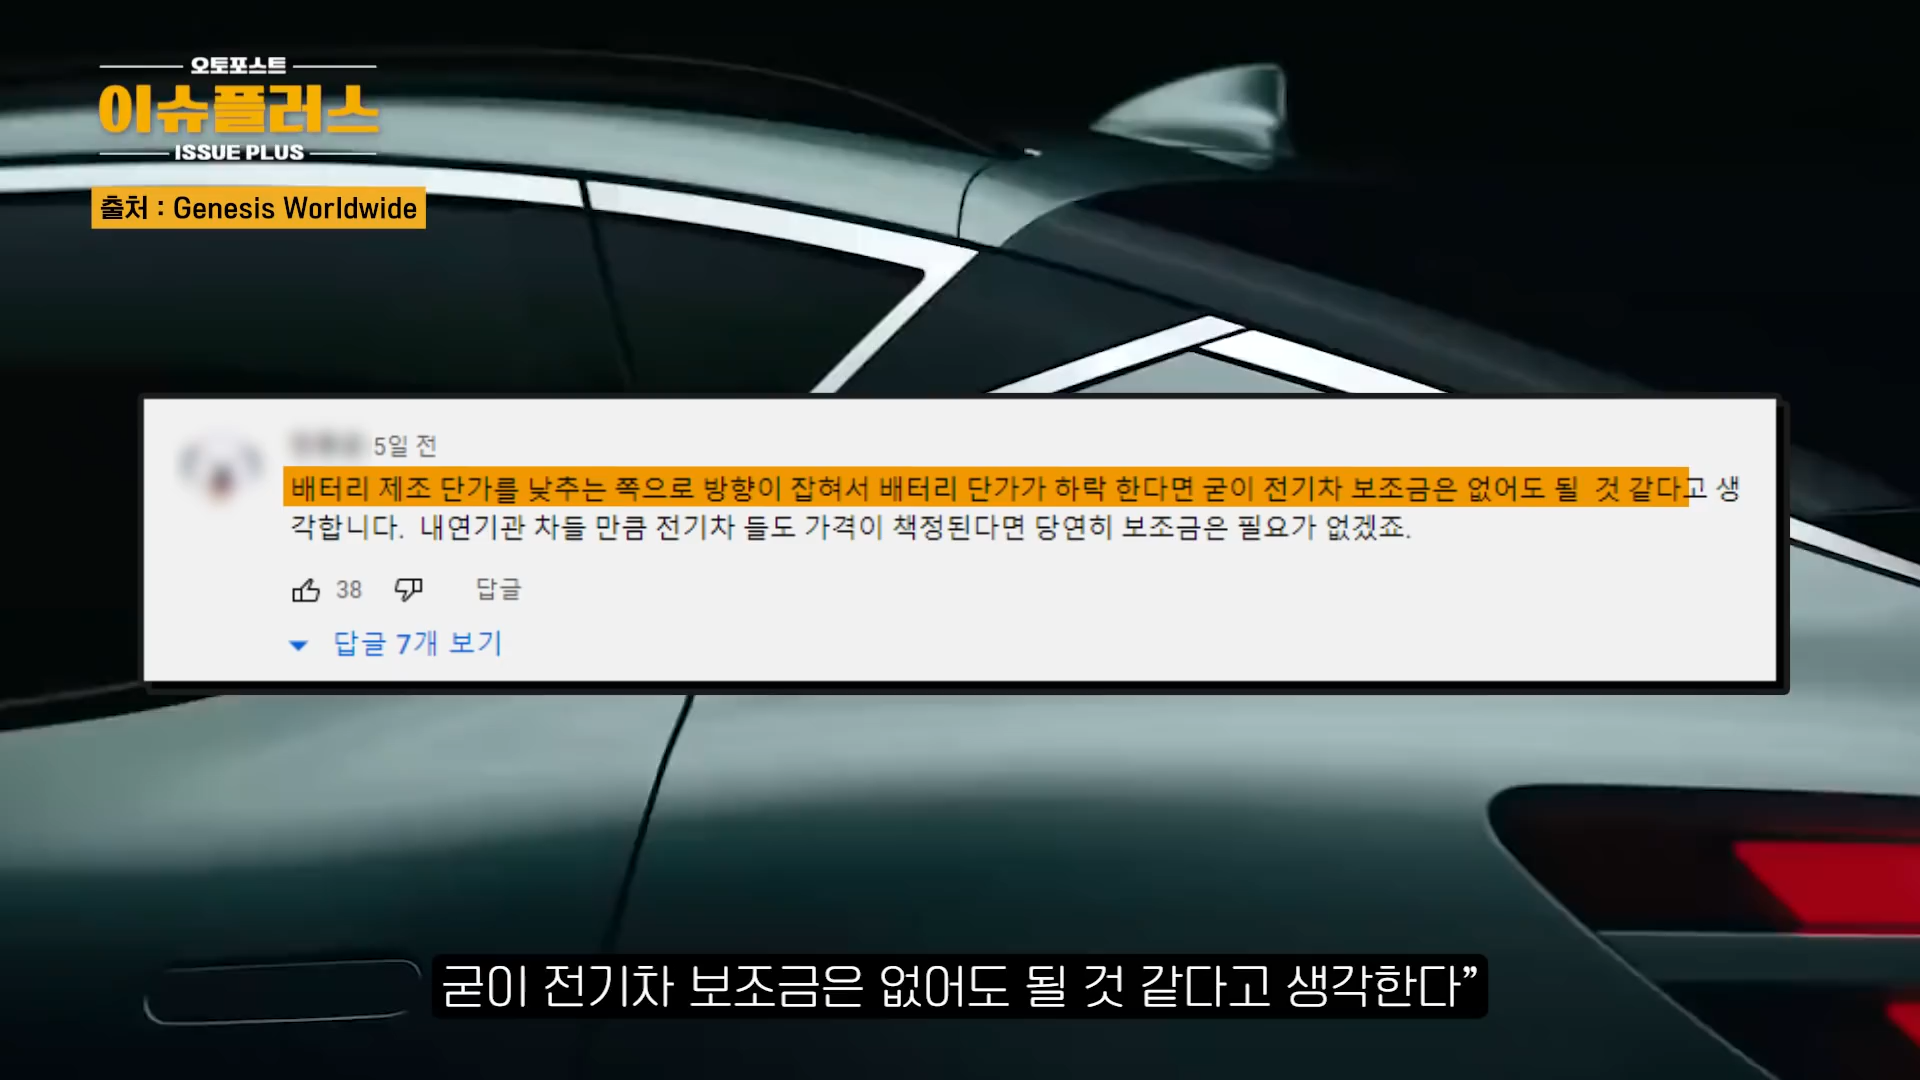 오토포스트
이슈플러스
ISSUE PLUS
출처 : Genesis Worldwide
5일 전
배터리 제조 단가를 낮추는 쪽으로 방향이 잡혀서 배터리 단가가 하락 한다면 굳이 전기차 보조금은 없어도 될 것 같다고 생
각합니다. 내연기관 차들 만큼 전기차 들도 가격이 책정된다면 당연히 보조금은 필요가 없겠죠.
38 답글
답글 7개 보기
굳이 전기차 보조금은 없어도 될 것 같다고 생각한다”